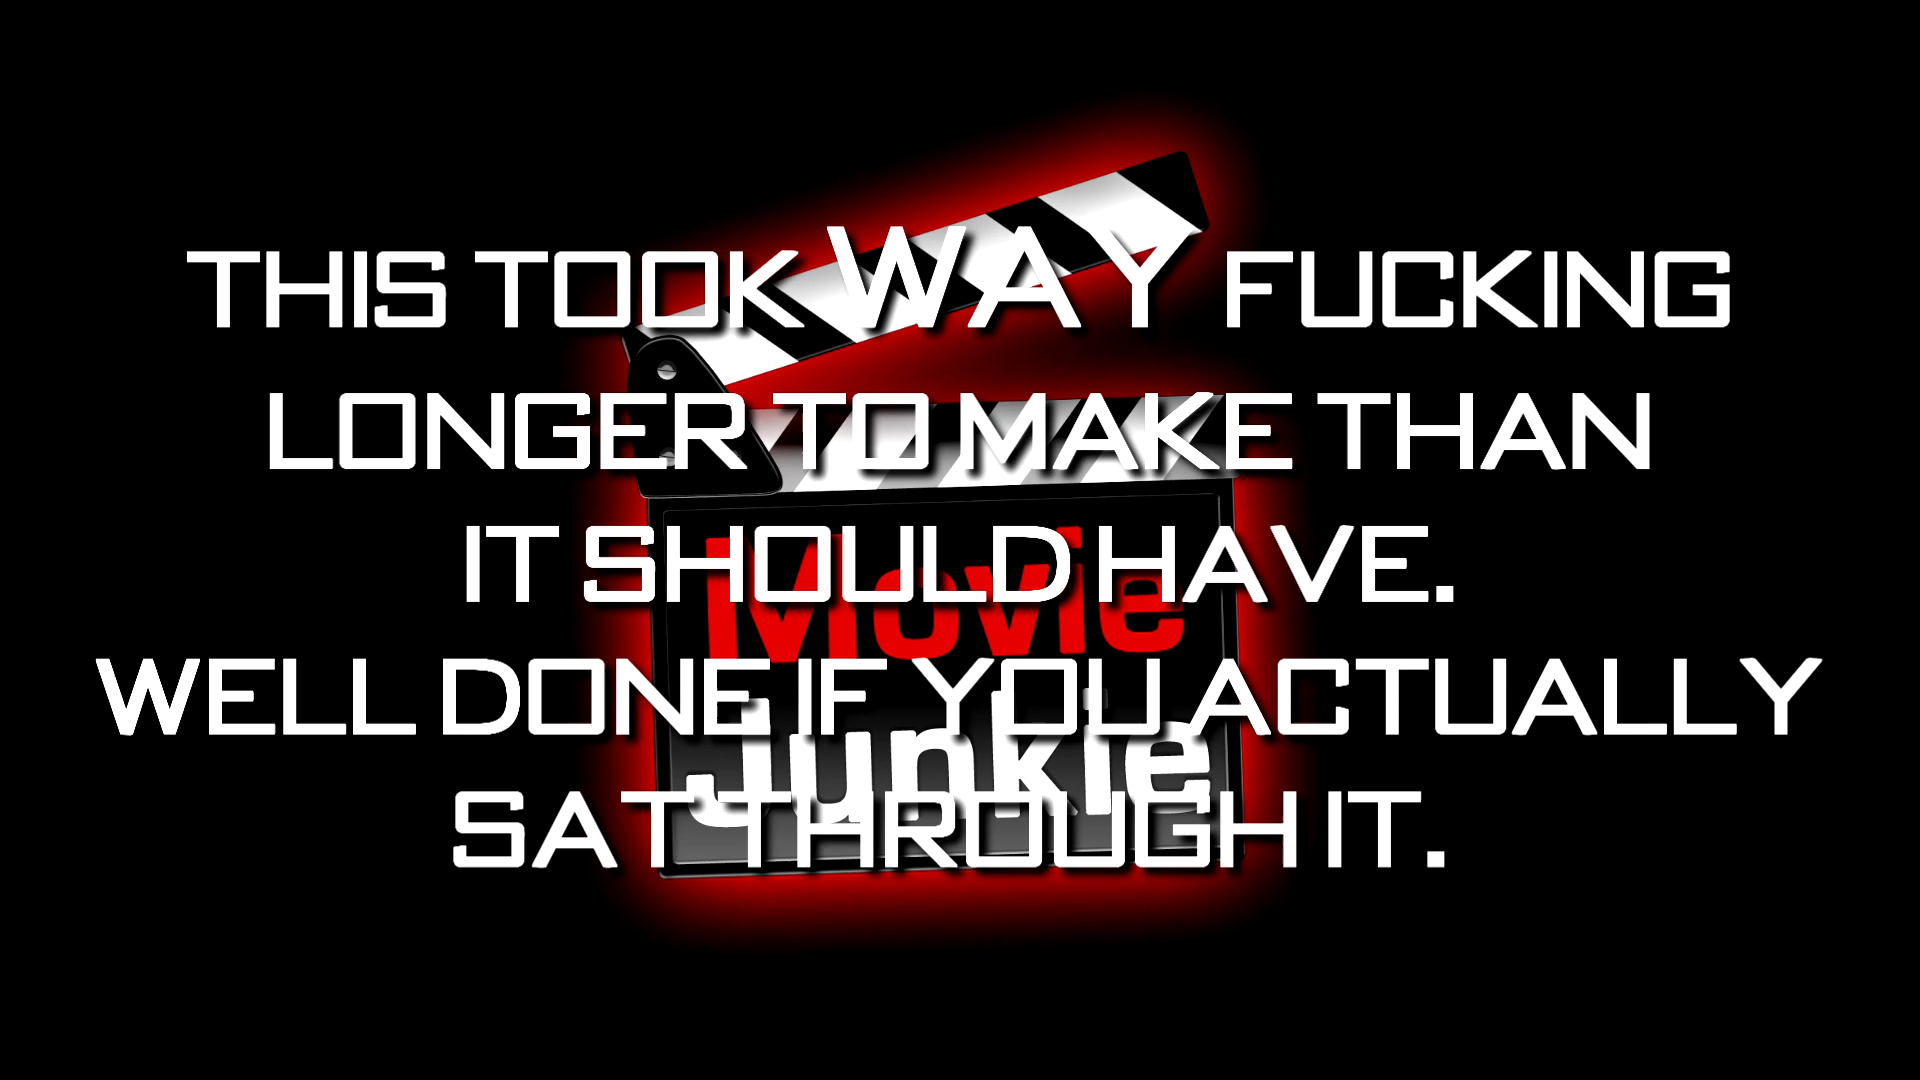 THIS TOOK WAY FUCKING
LONGER TO MAKE THAN
IT SHOULD HAVE.
WELL DONE IF YOU ACTUALLY
SAT THROUGH IT.
Movie
Junkie